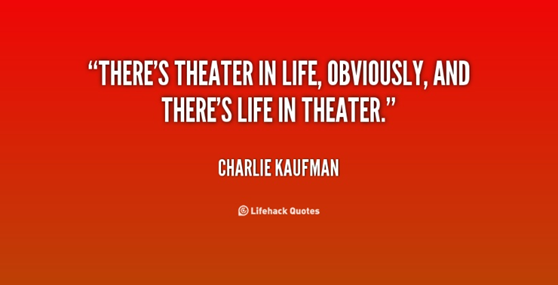 “THERE’S THEATER IN LIFE, OBVIOUSLY, AND
THERE’S LIFE IN THEATER.”
CHARLIE KAUFMAN
Lifehack Quotes